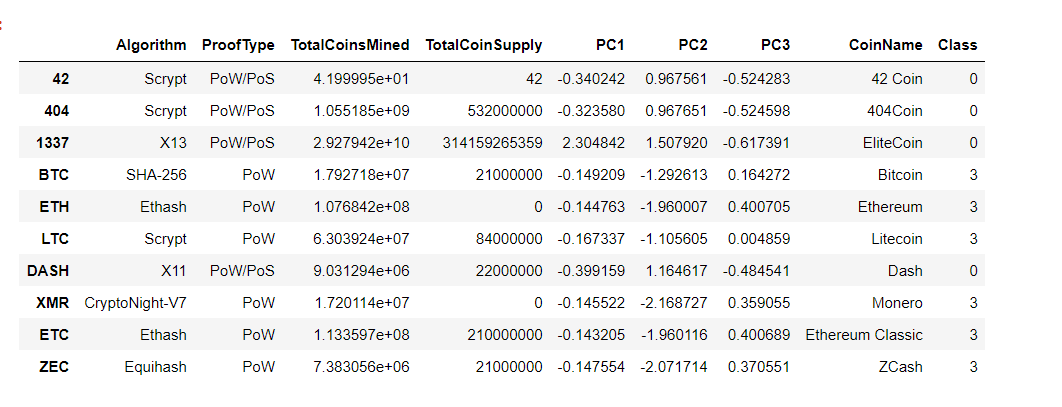 Algorithm ProofType TotalCoinsMined TotalCoinSupply PC1 PC2 PC3 CoinName Class
42 Scrypt PoW/PoS 4.199995e+01 42 -0.340242 0.967561 -0.524283 42 Coin 0
404 Scrypt PoW/PoS 1.055185e+09 532000000 -0.323580 0.967651 -0.524598 404Coin 0
1337 X13 PoW/PoS 2.927942e+10 314159265359 2.304842 1.507920 -0.617391 EliteCoin 0
BTC SHA-256 PoW 1.792718e+07 21000000 -0.149209 -1.292613 0.164272 Bitcoin 3
ETH Ethash PoW 1.076842e+08 0 -0.144763 -1.960007 0.400705 Ethereum 3
LTC Scrypt PoW 6.303924e+07 84000000 -0.167337 -1.105605 0.004859 Litecoin 3
DASH X11 PoW/PoS 9.031294e+06 22000000 -0.399159 1.164617 -0.484541 Dash 0
XMR CryptoNight-V7 PoW 1.720114e+07 0 -0.145522 -2.168727 0.359055 Monero 3
ETC Ethash PoW 1.133597e+08 210000000 -0.143205 -1.960116 0.400689 Ethereum Classic 3
ZEC Equihash PoW 7.383056e+06 21000000 -0.147554 -2.071714 0.370551 ZCash 3